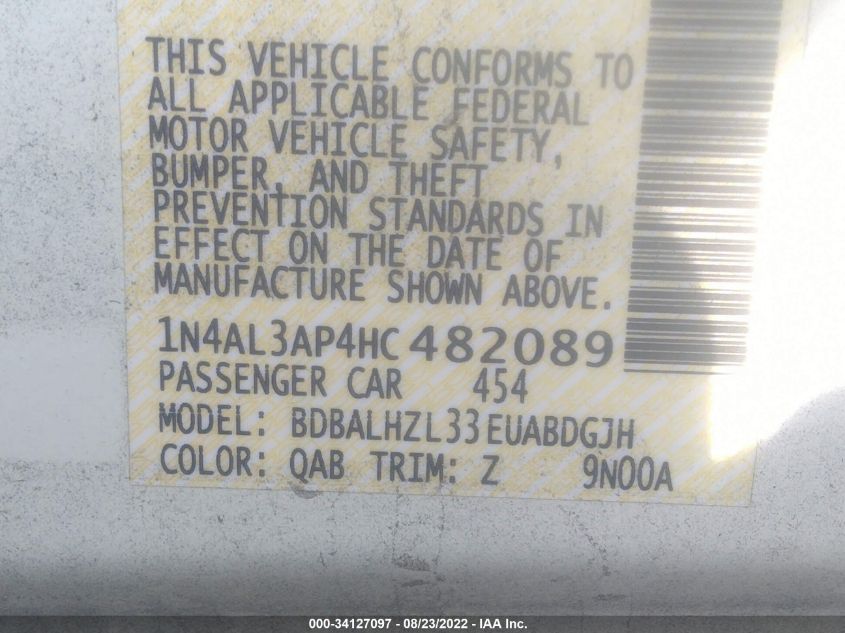 THIS VEHICLE CONFORMS TO
ALL APPLICABLE FEDERAL
MOTOR VEHICLE SAFETY,
BUMPER, AND THEFT
PREVENTION STANDARDS IN
EFFECT ON THE DATE OF
MANUFACTURE SHOWN ABOVE.
1N4AL3AP4HC482089
PASSENGER CAR 454
MODEL: BDBALHZL33EUABDGJH
COLOR: QAB TRIM: Z 9N00A
000-34127097 - 08/23/2022 - IAA Inc.